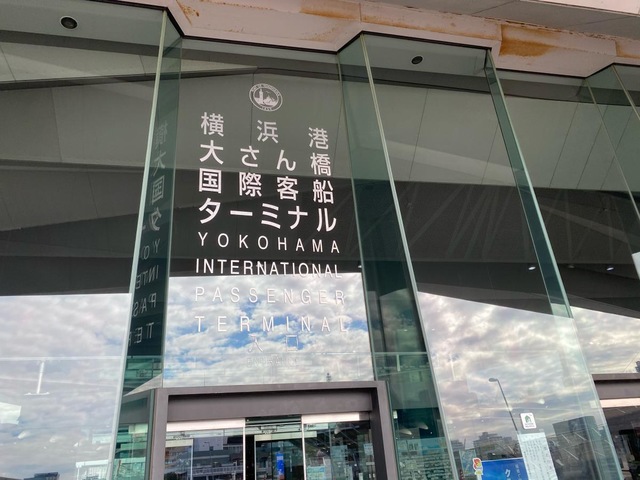 横浜港
大さん橋
国際客船
ターミナル
YOKOHAMA
INTERNATIONAL
PASSENGER
TERMINAL
入口